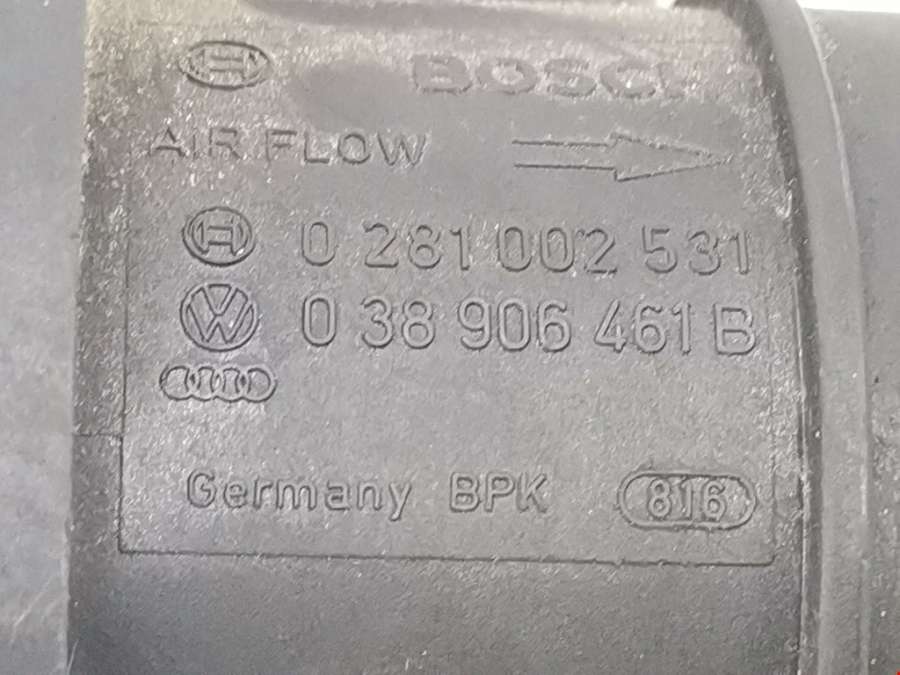 BOSCH
AIR FLOW
0 281 002 531
0 38 906 461 B
Germany BPK 816